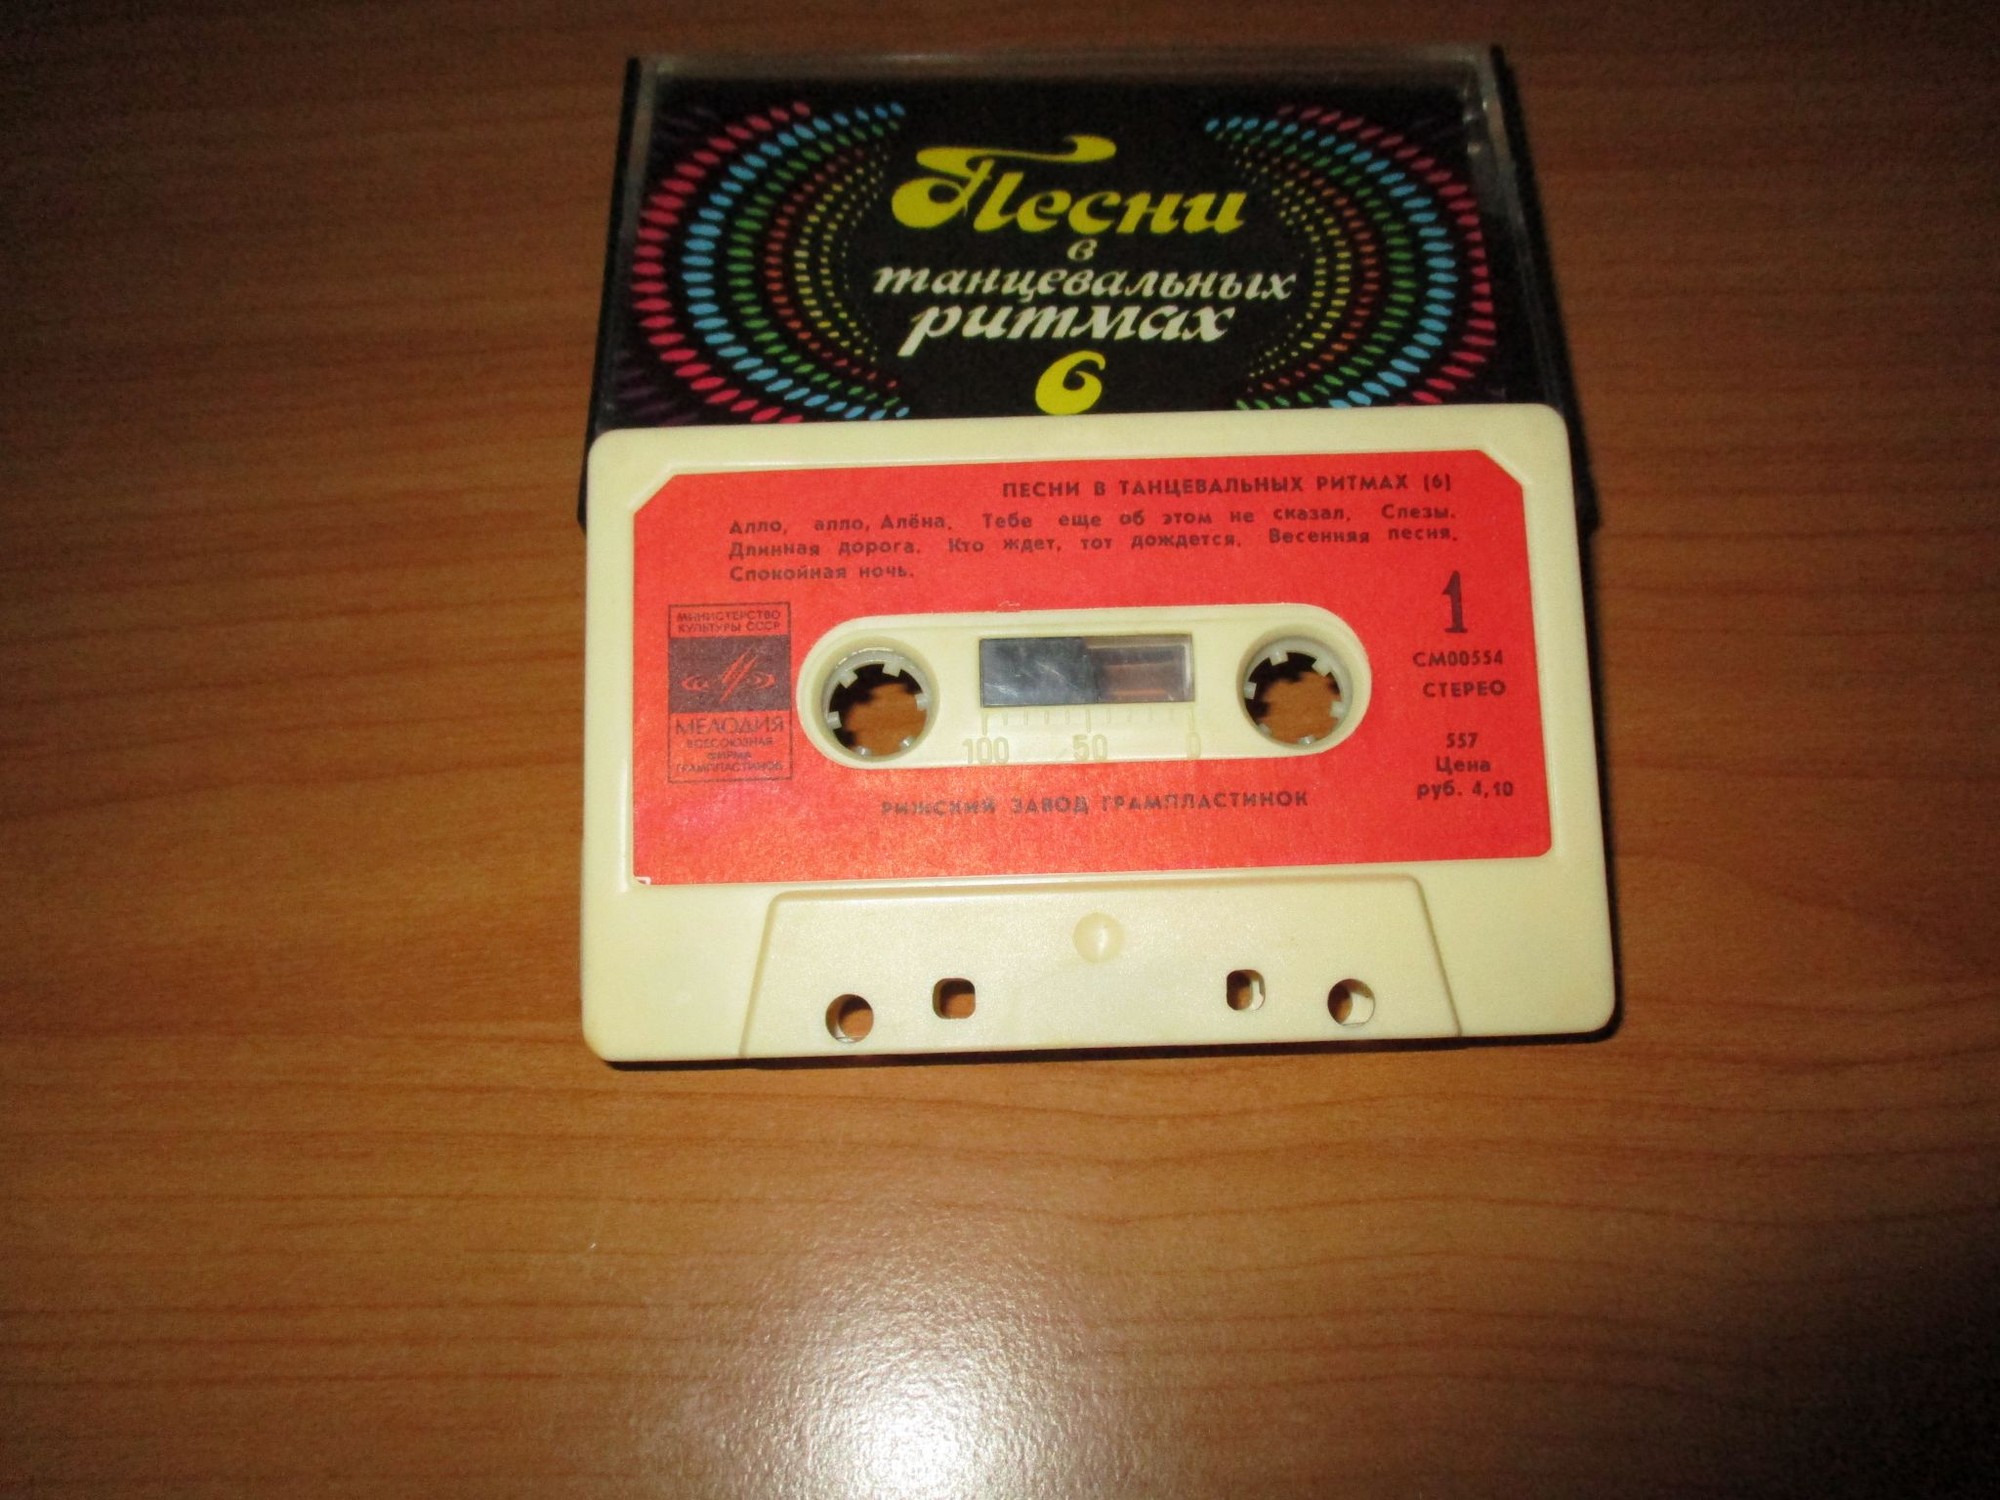 Песни
в
танцевальных
ритмах
6
ПЕСНИ В ТАНЦЕВАЛЬНЫХ РИТМАХ (6)
Алло, алло, Алёна. Тебе еще об этом не сказал. Слезы.
Длинная дорога. Кто ждет, тот дождется. Весенняя песня.
Спокойная ночь.
1
МИНИСТЕРСТВО
КУЛЬТУРЫ СССР
МЕЛОДИЯ
ВСЕСОЮЗНАЯ
ФИРМА
ГРАМПЛАСТИНОК
СМ00554
СТЕРЕО
100 50 0
557
Цена
руб. 4,10
РИЖСКИЙ ЗАВОД ГРАМПЛАСТИНОК